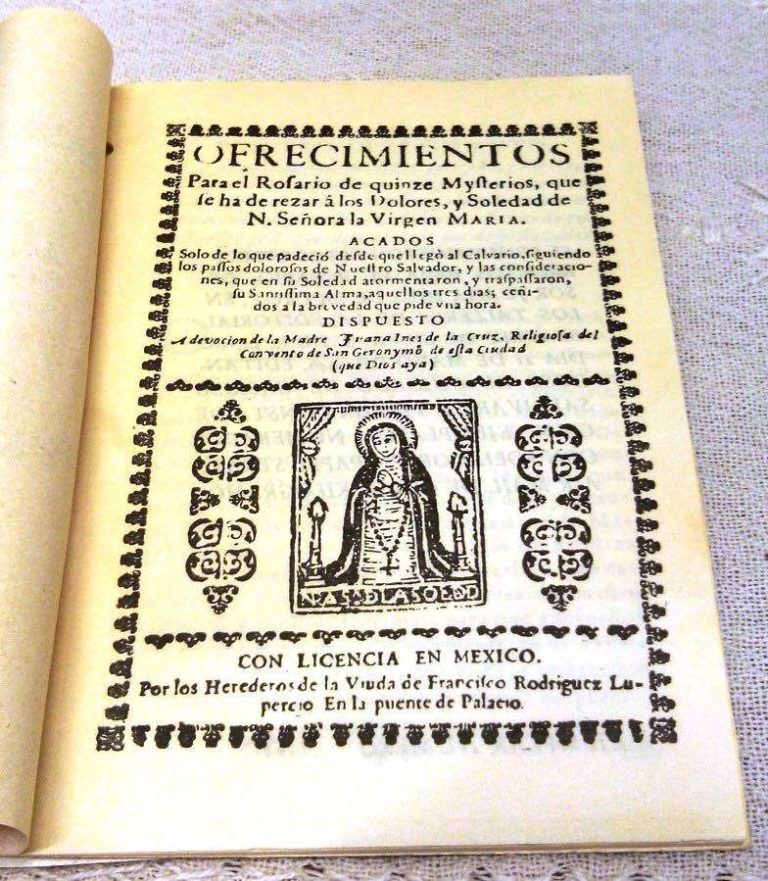 OFRECIMIENTOS
Para el Roſario de quinze Myſterios, que
ſe ha de rezar â los Dolores, y Soledad de
N. Señora la Virgen MARIA.
ACADOS
Solo de lo que padeciò deſde que llegò al Calvario, ſiguiendo
los paſſos doloroſos de Nueſtro Salvador, y las conſideracio-
nes, que en ſu Soledad atormentaron, y traſpaſſaron,
ſu Santiſſima Alma, aquellos tres dias; ceñi-
dos a la brevedad que pide vna hora.
DISPUESTO
A devocion de la Madre Juana Ines de la Cruz, Religioſa del
Convento de San Geronymo de eſta Ciudad
(que Dios aya)
CON LICENCIA EN MEXICO.
Por los Herederos de la Viuda de Franciſco Rodriguez Lu-
percio En la puente de Palacio.